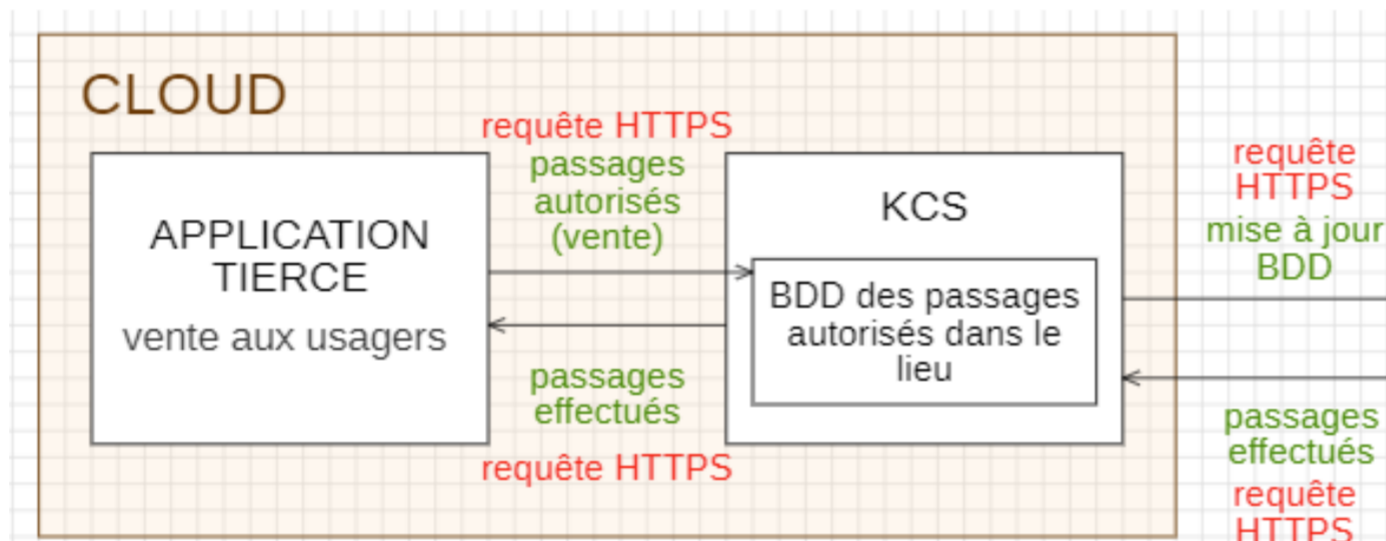 CLOUD
requête HTTPS
passages
autorisés
(vente)
APPLICATION
TIERCE
vente aux usagers
passages
effectués
requête HTTPS
KCS
BDD des passages
autorisés dans le
lieu
requête
HTTPS
mise à jour
BDD
passages
effectués
requête
HTTPS